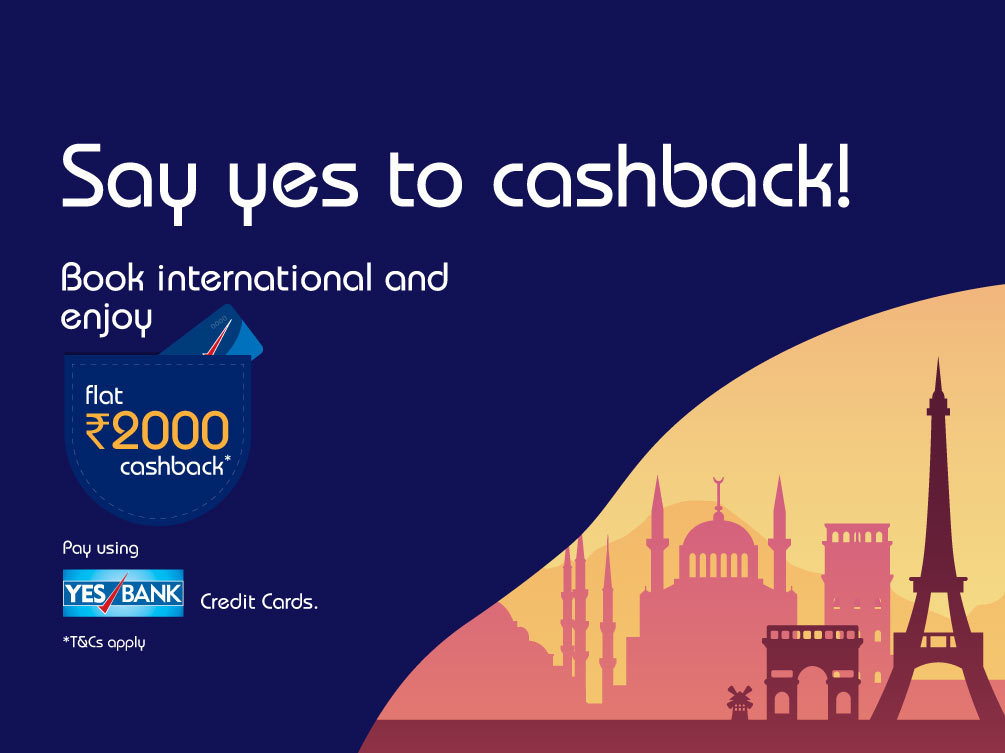 Say yes to cashback!
Book international and
enjoy
0000
flat
₹2000
cashback*
Pay using
YES BANK
Credit Cards.
*T&Cs apply